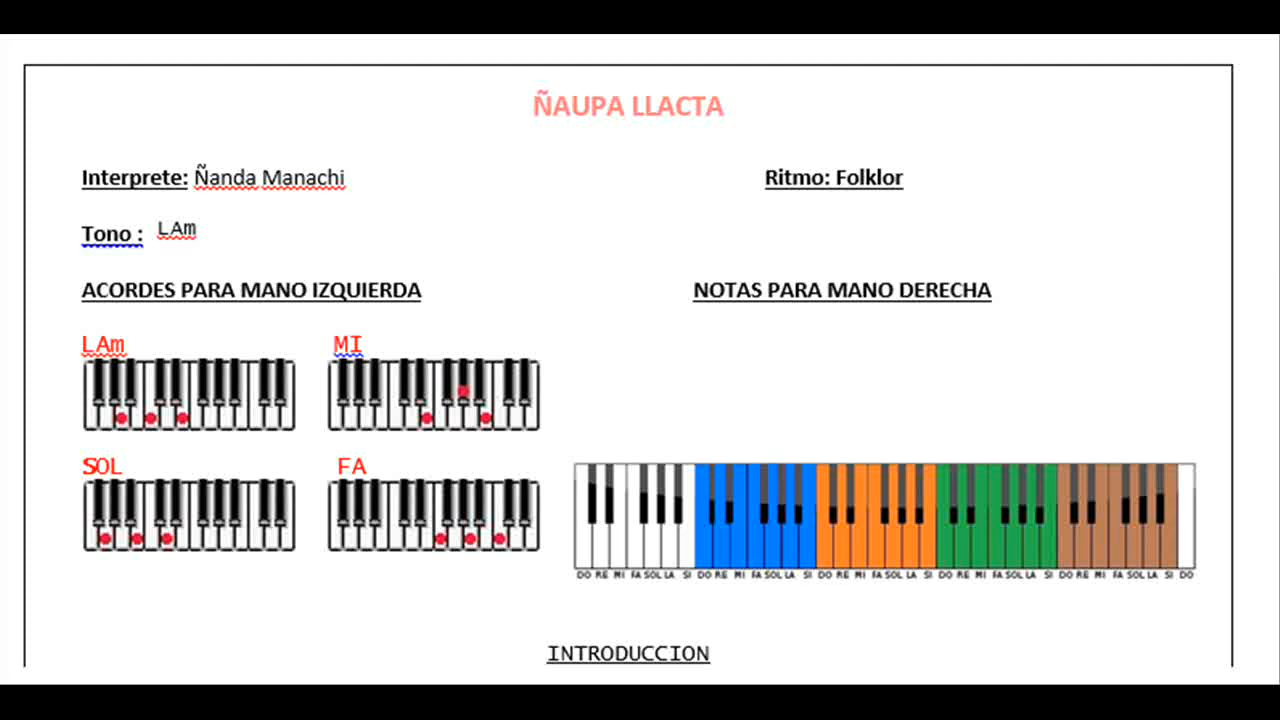 ÑAUPA LLACTA
Interprete: Ñanda Manachi
Ritmo: Folklor
Tono : LAm
ACORDES PARA MANO IZQUIERDA
NOTAS PARA MANO DERECHA
LAm
MI
SOL
FA
DO RE MI FA SOL LA SI DO RE MI FA SOL LA SI DO RE MI FA SOL LA SI DO RE MI FA SOL LA SI DO RE MI FA SOL LA SI DO
INTRODUCCION